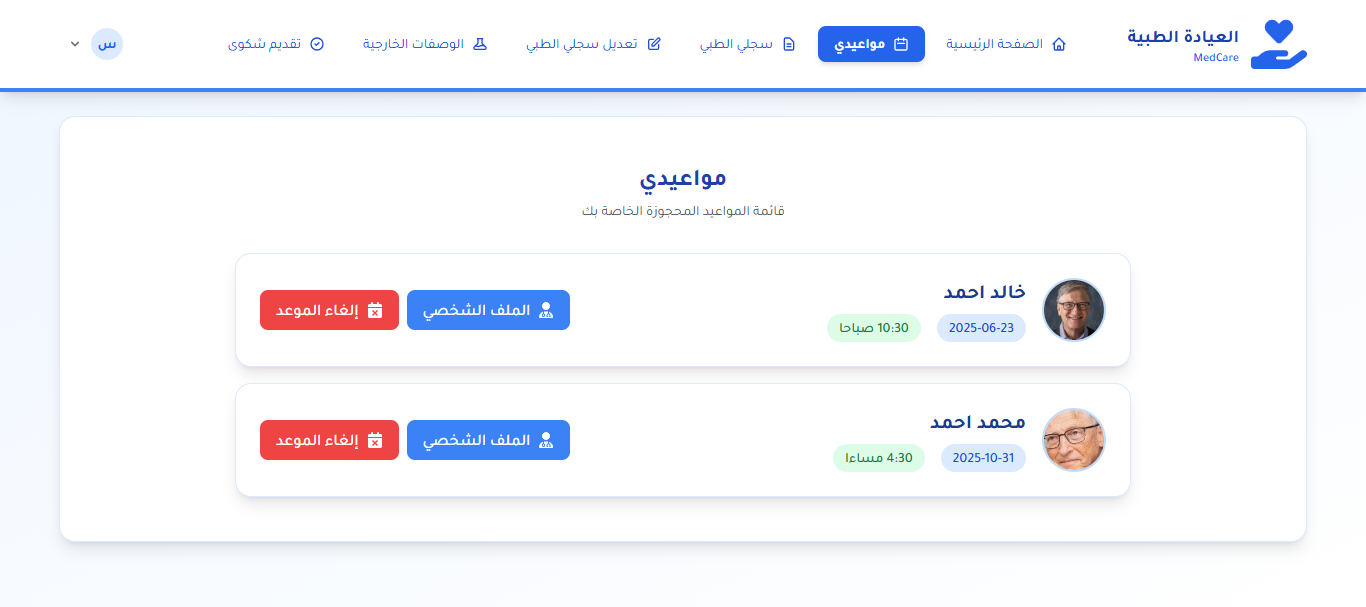 العيادة الطبية
MedCare
الصفحة الرئيسية
مواعيدي
سجلي الطبي
تعديل سجلي الطبي
الوصفات الخارجية
تقديم شكوى
س
مواعيدي
قائمة المواعيد المحجوزة الخاصة بك
خالد احمد
2025-06-23
10:30 صباحا
الملف الشخصي
إلغاء الموعد
محمد احمد
2025-10-31
4:30 مساءا
الملف الشخصي
إلغاء الموعد